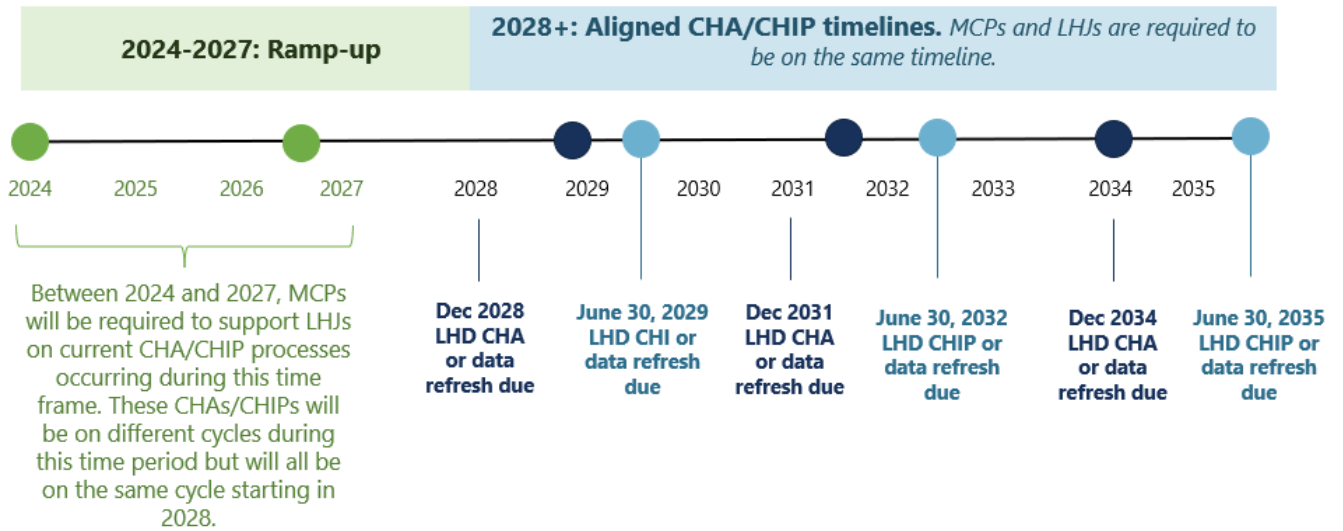 2024-2027: Ramp-up
2028+: Aligned CHA/CHIP timelines. MCPs and LHJs are required to
be on the same timeline.
2024
2025
2026
2027
2028
2029
2030
2031
2032
2033
2034
2035
Between 2024 and 2027, MCPs
will be required to support LHJs
on current CHA/CHIP processes
occurring during this time
frame. These CHAs/CHIPs will
be on different cycles during
this time period but will all be
on the same cycle starting in
2028.
Dec 2028
LHD CHA
or data
refresh due
June 30, 2029
LHD CHI or
data refresh
due
Dec 2031
LHD CHA
or data
refresh due
June 30, 2032
LHD CHIP or
data refresh
due
Dec 2034
LHD CHA
or data
refresh due
June 30, 2035
LHD CHIP or
data refresh
due